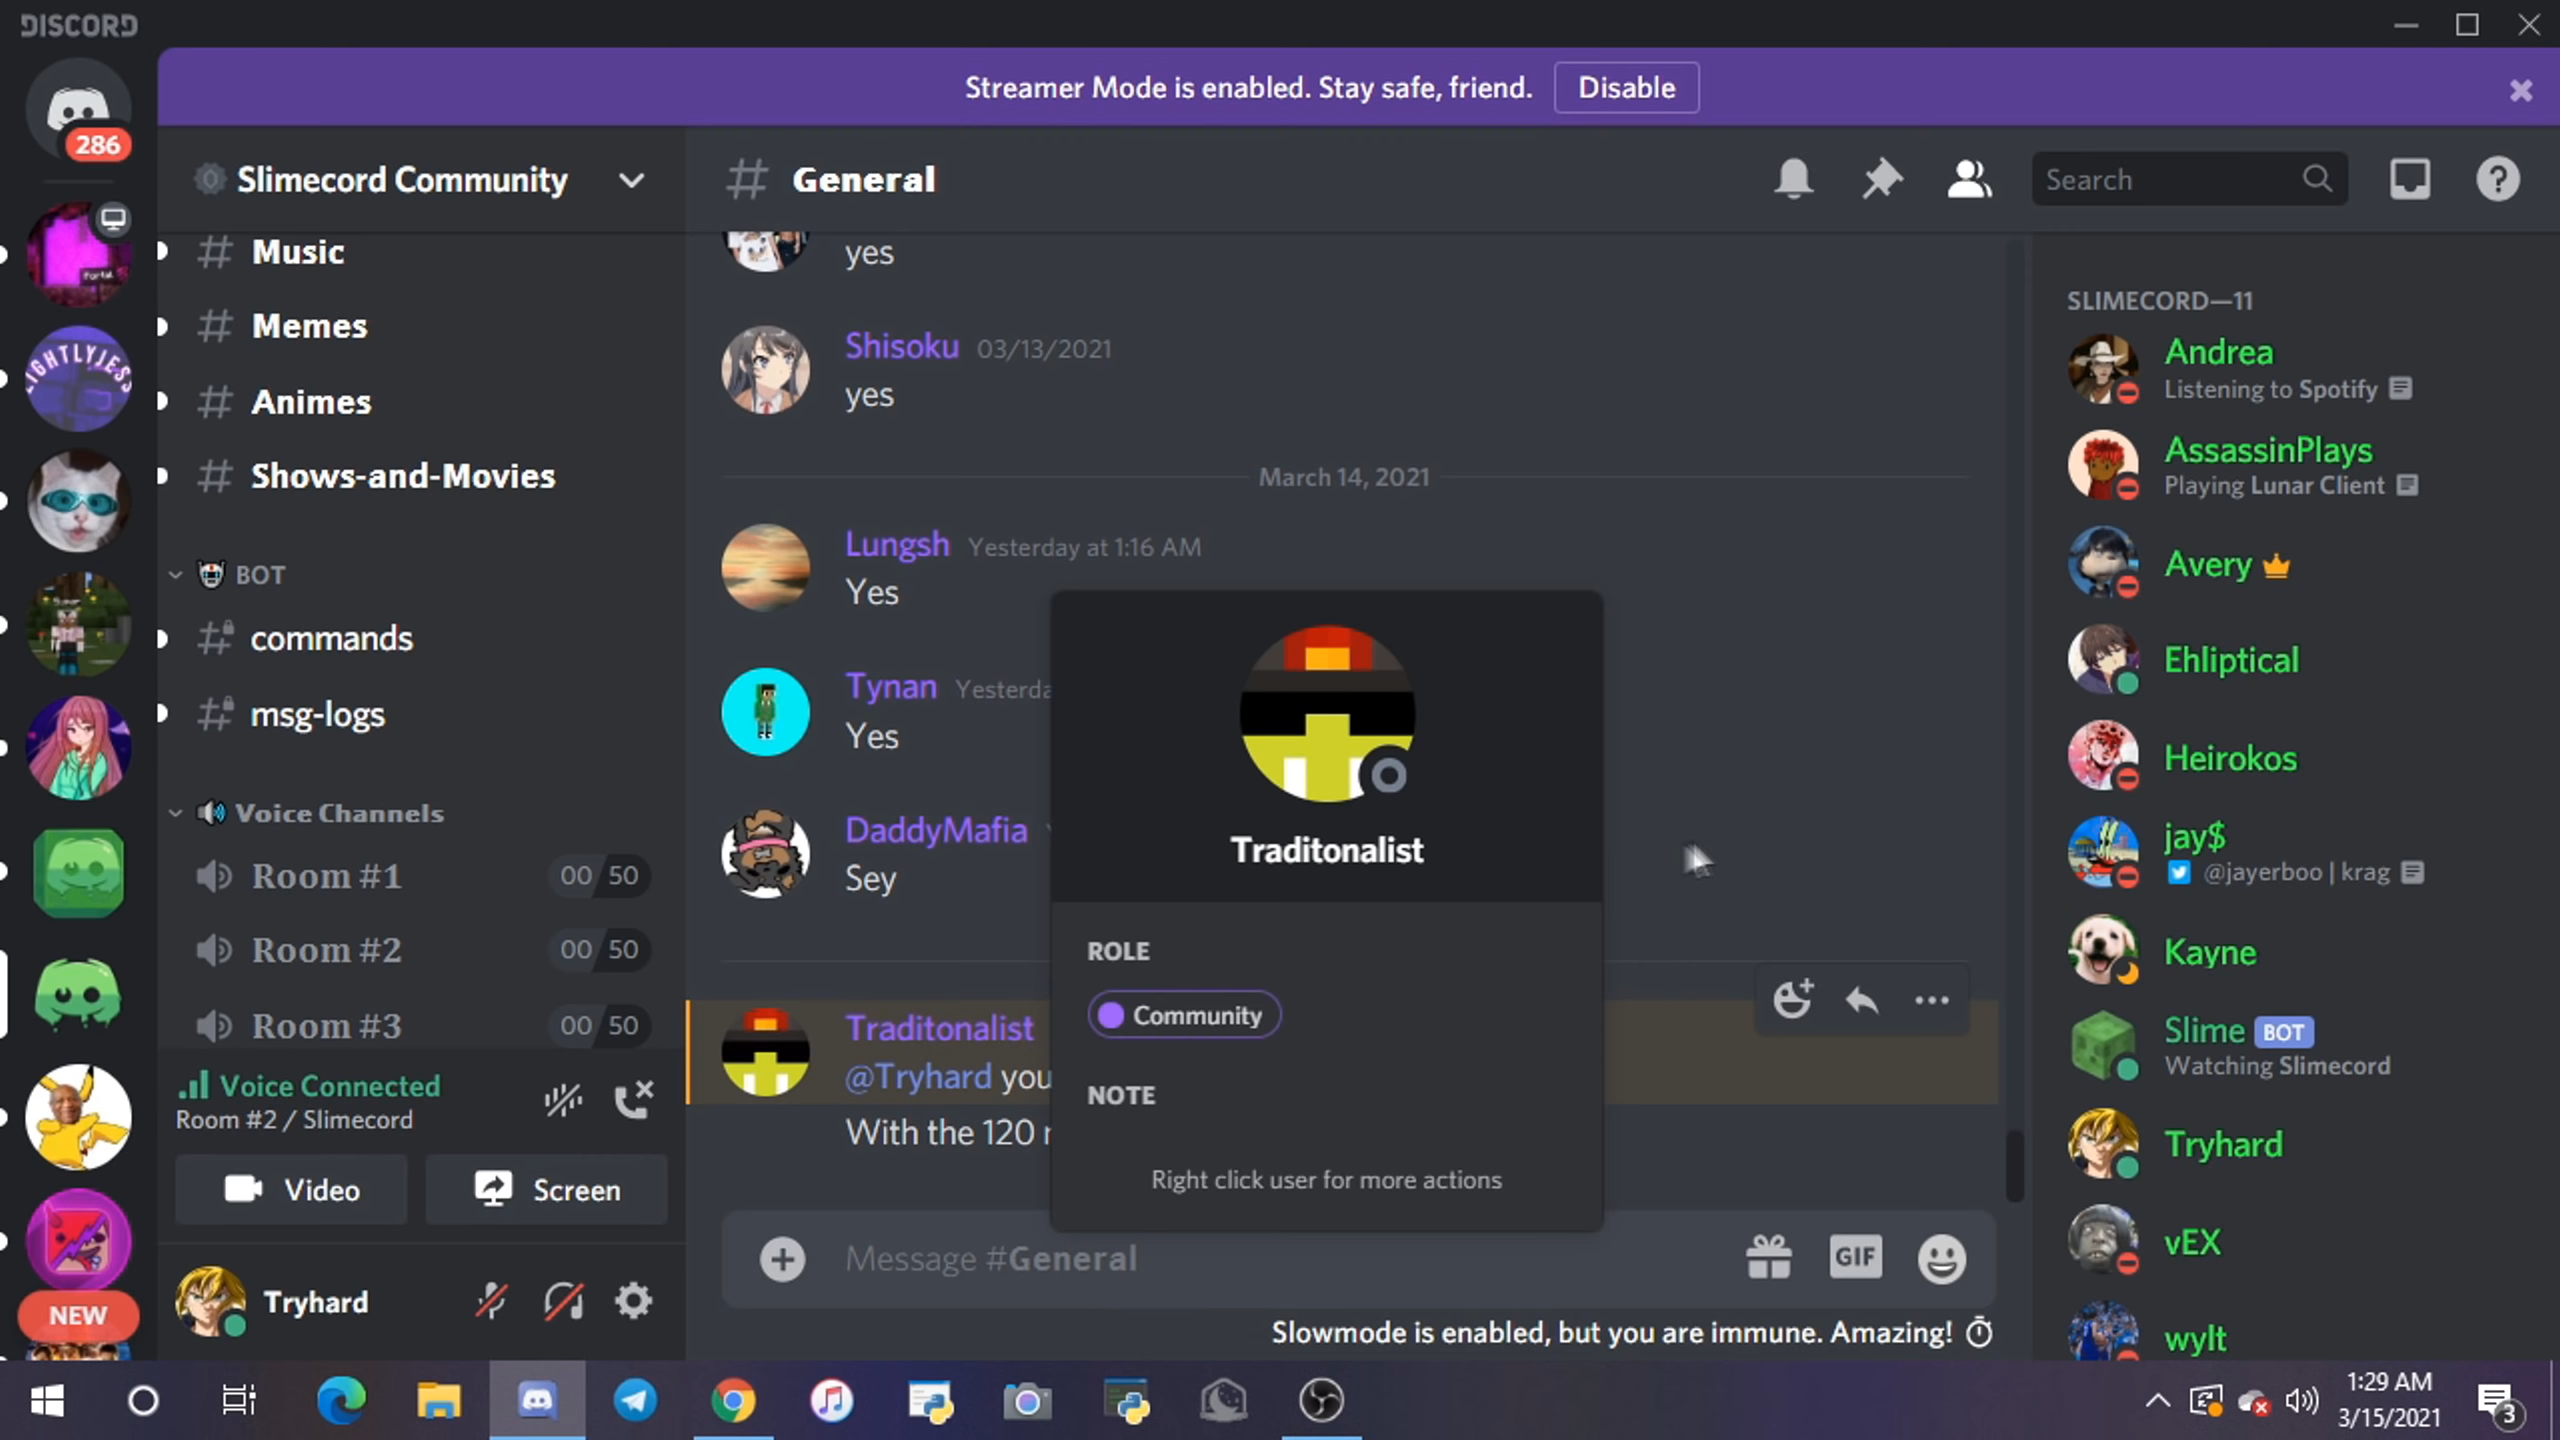 DISCORD
Streamer Mode is enabled. Stay safe, friend.
Disable
286
Slimecord Community
General
Search
Music
Memes
Animes
Shows-and-Movies
BOT
commands
msg-logs
Voice Channels
Room #1
00 50
Room #2
00 50
Room #3
00 50
Voice Connected
Room #2 / Slimecord
Video
Screen
Tryhard
NEW
yes
Shisoku 03/13/2021
yes
March 14, 2021
Lungsh Yesterday at 1:16 AM
Yes
Tynan
Yes
DaddyMafia
Sey
Traditonalist
@Tryhard you
With the 120
Traditonalist
ROLE
Community
NOTE
Right click user for more actions
Message #General
GIF
Slowmode is enabled, but you are immune. Amazing!
SLIMECORD—11
Andrea
Listening to Spotify
AssassinPlays
Playing Lunar Client
Avery
Ehliptical
Heirokos
jay$
@jayerboo | krag
Kayne
Slime BOT
Watching Slimecord
Tryhard
vEX
wylt
1:29 AM
3/15/2021
3